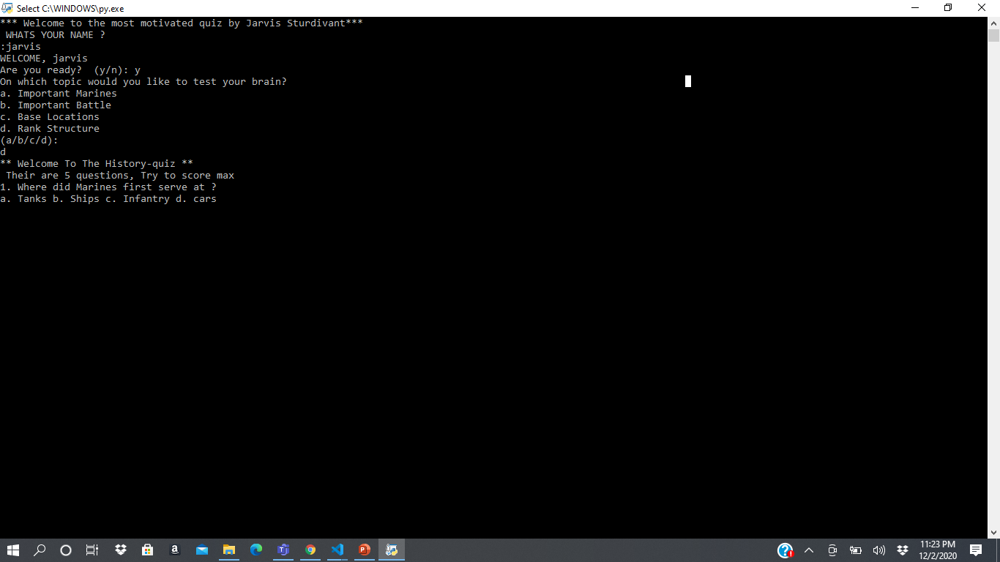 Select C:\WINDOWS\py.exe
*** Welcome to the most motivated quiz by Jarvis Sturdivant***
WHATS YOUR NAME ?
:jarvis
WELCOME, jarvis
Are you ready?  (y/n): y
On which topic would you like to test your brain?
a. Important Marines
b. Important Battle
c. Base Locations
d. Rank Structure
(a/b/c/d):
d
** Welcome To The History-quiz **
Their are 5 questions, Try to score max
1. Where did Marines first serve at ?
a. Tanks b. Ships c. Infantry d. cars
11:23 PM
12/2/2020